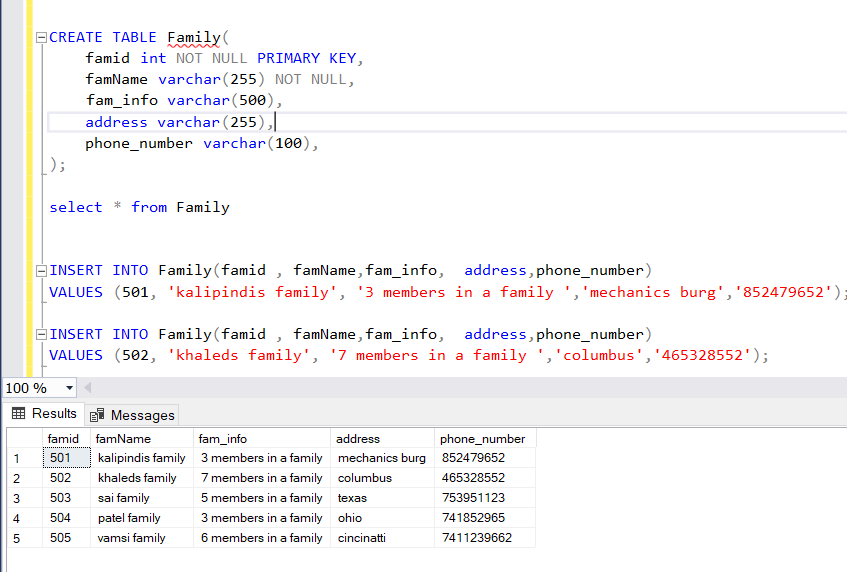 CREATE TABLE Family(
famid int NOT NULL PRIMARY KEY,
famName varchar(255) NOT NULL,
fam_info varchar(500),
address varchar(255),
phone_number varchar(100),
);
select * from Family
INSERT INTO Family(famid , famName,fam_info,  address,phone_number)
VALUES (501, 'kalipindis family', '3 members in a family ','mechanics burg','852479652');
INSERT INTO Family(famid , famName,fam_info,  address,phone_number)
VALUES (502, 'khaleds family', '7 members in a family ','columbus','465328552');
100 %
Results Messages
famid famName fam_info address phone_number
1 501 kalipindis family 3 members in a family mechanics burg 852479652
2 502 khaleds family 7 members in a family columbus 465328552
3 503 sai family 5 members in a family texas 753951123
4 504 patel family 3 members in a family ohio 741852965
5 505 vamsi family 6 members in a family cincinatti 7411239662